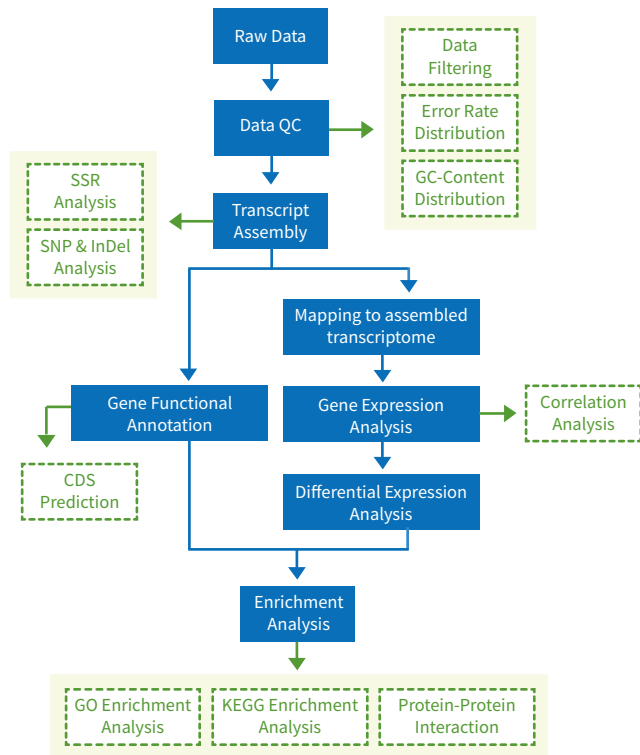 Raw Data
Data
Filtering
Data QC
Error Rate
Distribution
GC-Content
Distribution
SSR
Analysis
SNP & InDel
Analysis
Transcript
Assembly
Mapping to assembled
transcriptome
Gene Functional
Annotation
Gene Expression
Analysis
Correlation
Analysis
CDS
Prediction
Differential Expression
Analysis
Enrichment
Analysis
GO Enrichment
Analysis
KEGG Enrichment
Analysis
Protein-Protein
Interaction